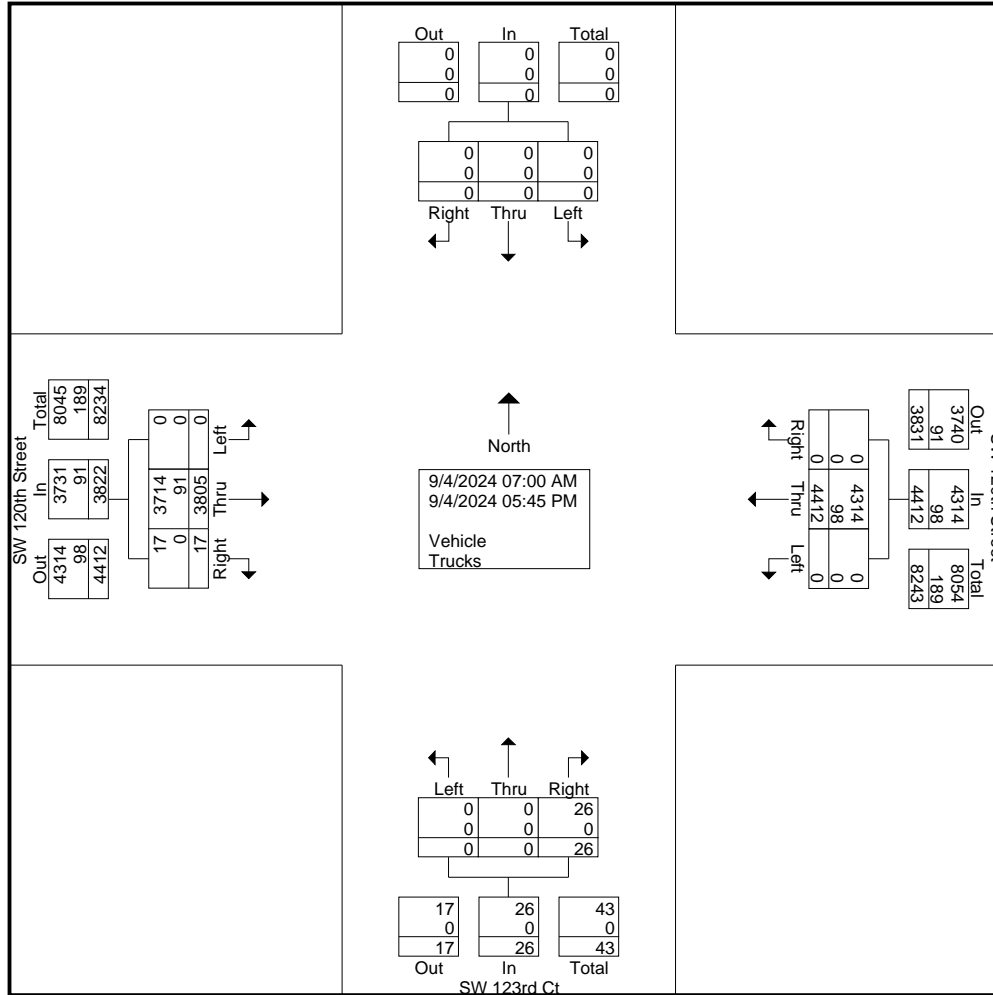 Out In Total
0 0 0
0 0 0
0 0 0
0 0 0
0 0 0
0 0 0
Right Thru Left
North
9/4/2024 07:00 AM
9/4/2024 05:45 PM
Vehicle
Trucks
SW 120th Street
Total In Out
8045 3731 4314
189 91 98
8234 3822 4412
0 3714 17
0 91 0
0 3805 17
Left Thru Right
Out In Total
3740 4314 8054
91 98 189
3831 4412 8243
0 4314 0
0 98 0
0 4412 0
Right Thru Left
Left Thru Right
0 0 26
0 0 0
0 0 26
17 26 43
0 0 0
17 26 43
Out In Total
SW 123rd Ct